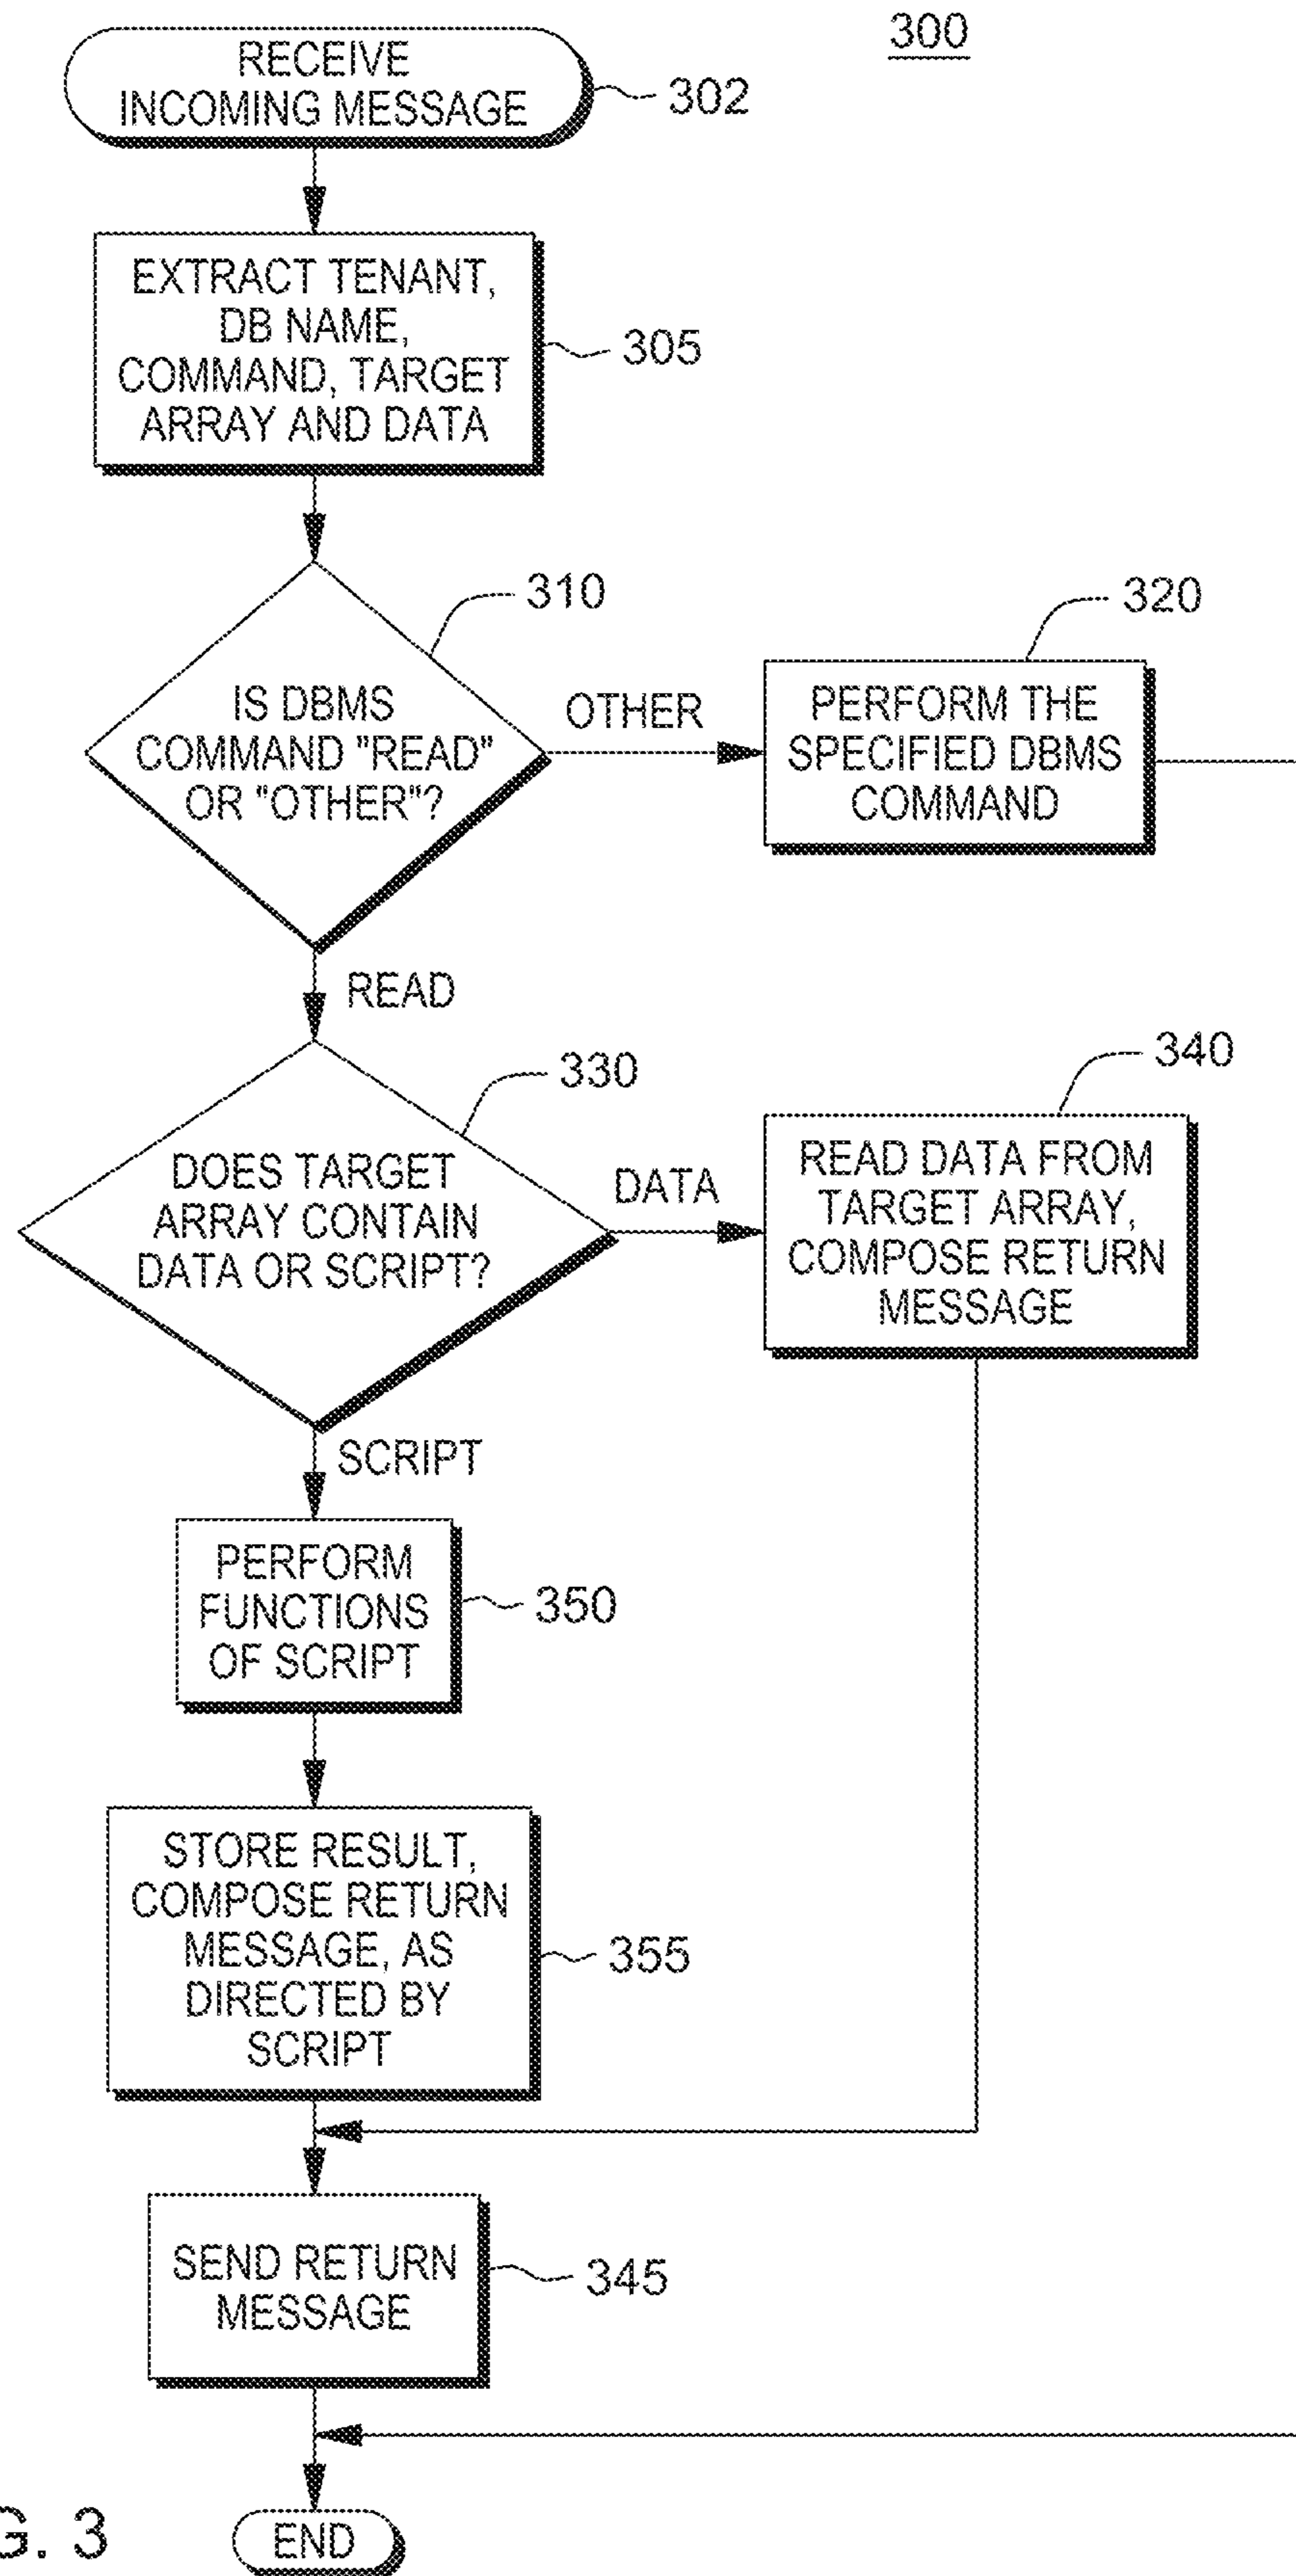 300
RECEIVE
INCOMING MESSAGE
302
EXTRACT TENANT,
DB NAME,
COMMAND, TARGET
ARRAY AND DATA
305
310
IS DBMS
COMMAND "READ"
OR "OTHER"?
OTHER
320
PERFORM THE
SPECIFIED DBMS
COMMAND
READ
330
DOES TARGET
ARRAY CONTAIN
DATA OR SCRIPT?
DATA
340
READ DATA FROM
TARGET ARRAY,
COMPOSE RETURN
MESSAGE
SCRIPT
PERFORM
FUNCTIONS
OF SCRIPT
350
STORE RESULT,
COMPOSE RETURN
MESSAGE, AS
DIRECTED BY
SCRIPT
355
SEND RETURN
MESSAGE
345
END
G. 3